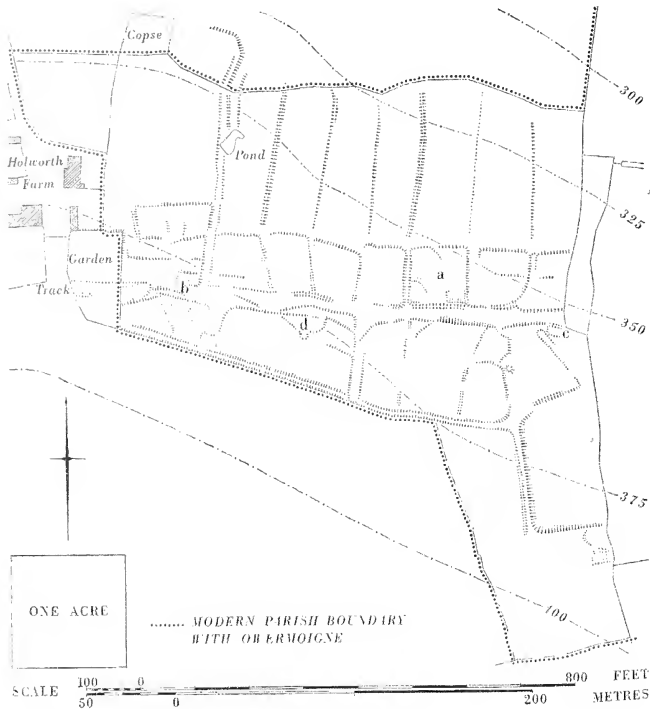 Copse
300
Pond
Holworth
Farm
325
Garden
a
Track
b
350
d
c
375
400
ONE ACRE
MODERN PARISH BOUNDARY
WITH OWERMOIGNE
SCALE
100 0 800 FEET
50 0 200 METRES